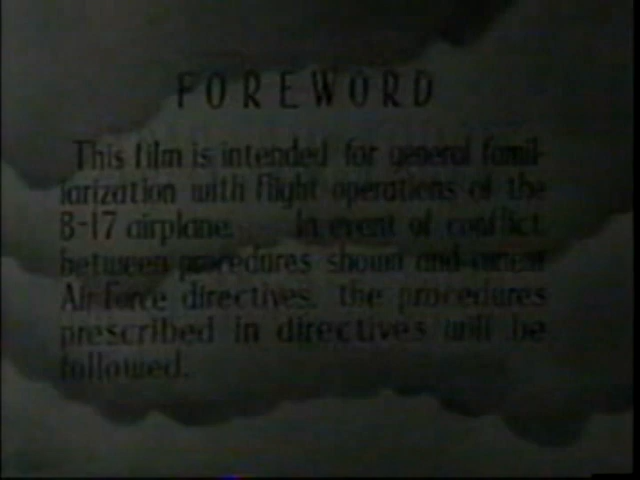 FOREWORD
This film is intended for general famil-
iarization with flight operations of the
B-17 airplane. In event of conflict
between procedures shown and current
Air Force directives, the procedures
prescribed in directives will be
followed.